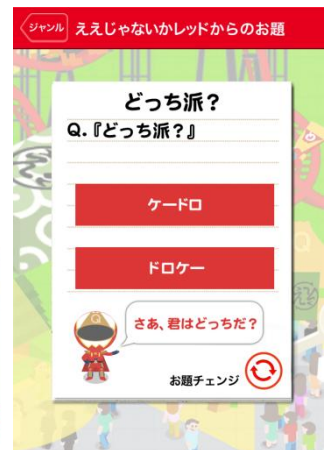 ジャンル
ええじゃないかレッドからのお題
どっち派?
Q.『どっち派?』
ケードロ
ドロケー
さあ、君はどっちだ?
お題チェンジ